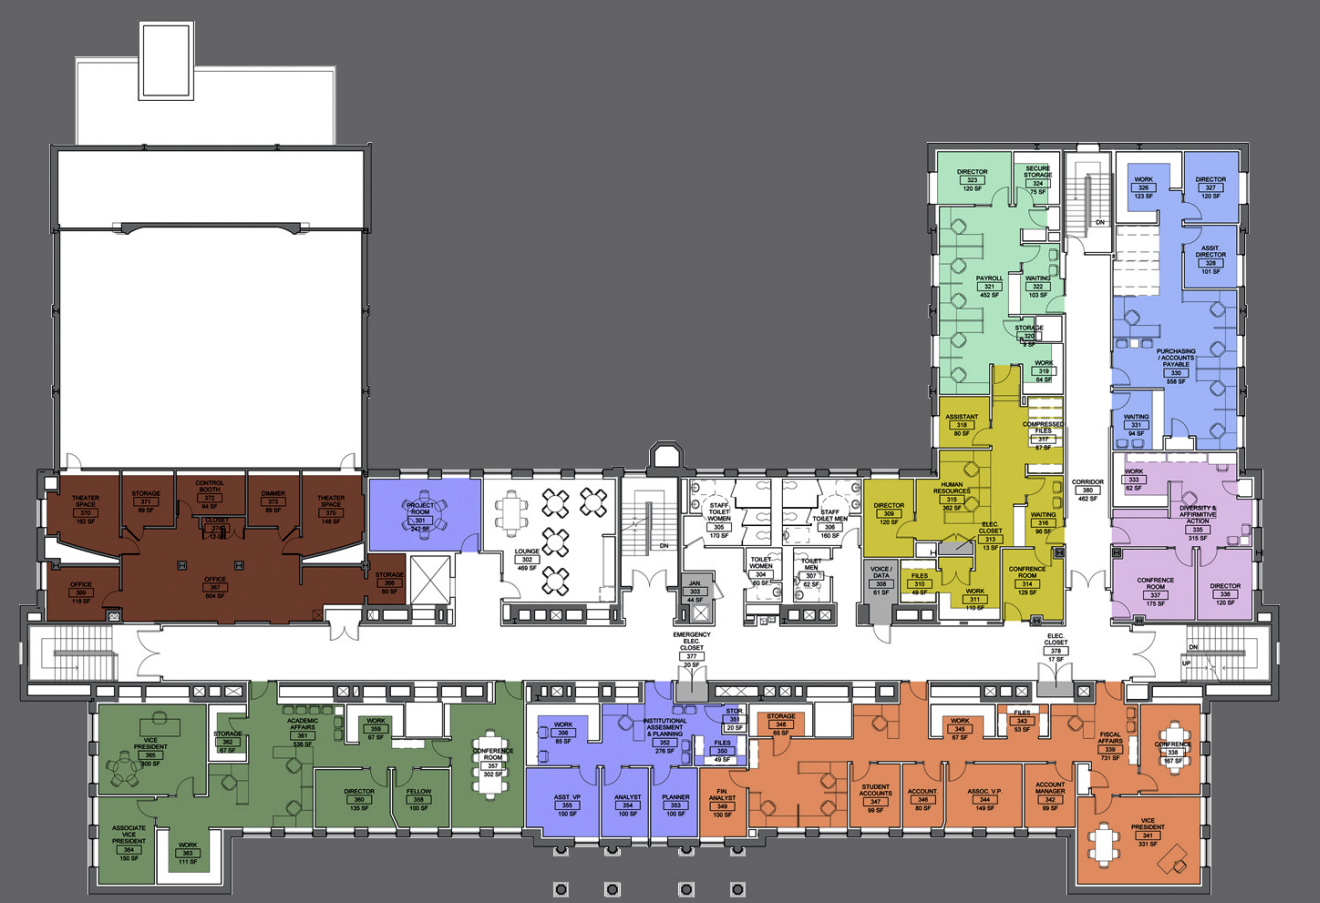 DIRECTOR
323
120 SF
SECURE
STORAGE
324
75 SF
DN
WORK
326
123 SF
DIRECTOR
327
120 SF
ASSIT.
DIRECTOR
328
101 SF
PAYROLL
321
452 SF
WAITING
322
103 SF
STORAGE
320
9 SF
WORK
319
64 SF
PURCHASING
/ ACCOUNTS
PAYABLE
330
558 SF
WAITING
331
94 SF
ASSISTANT
318
80 SF
COMPRESSED
FILES
317
87 SF
CORRIDOR
380
462 SF
WORK
333
62 SF
DIVERSITY &
AFFIRMITIVE
ACTION
335
315 SF
CONFRENCE
ROOM
337
175 SF
DIRECTOR
336
120 SF
HUMAN
RESOURCES
315
362 SF
WAITING
316
96 SF
DIRECTOR
309
120 SF
ELEC.
CLOSET
313
13 SF
CONFRENCE
ROOM
314
129 SF
VOICE /
DATA
308
61 SF
FILES
310
49 SF
WORK
311
110 SF
THEATER
SPACE
370
162 SF
STORAGE
371
CONTROL
BOOTH
372
94 SF
CLOSET
DIMMER
373
THEATER
SPACE
375
148 SF
OFFICE
369
118 SF
OFFICE
367
604 SF
STORAGE
366
60 SF
PROJECT
ROOM
301
242 SF
LOUNGE
302
469 SF
DN
STAFF
TOILET
WOMEN
305
170 SF
STAFF
TOILET MEN
306
160 SF
JAN.
303
44 SF
TOILET
WOMEN
304
60 SF
TOILET
MEN
307
62 SF
EMERGENCY
ELEC.
CLOSET
377
20 SF
ELEC.
CLOSET
378
17 SF
DN
UP
VICE
PRESIDENT
365
300 SF
STORAGE
362
67 SF
ACADEMIC
AFFAIRS
361
536 SF
WORK
359
67 SF
CONFERENCE
ROOM
357
302 SF
DIRECTOR
360
135 SF
FELLOW
358
100 SF
ASSOCIATE
VICE
PRESIDENT
364
150 SF
WORK
363
111 SF
WORK
356
85 SF
INSTITUTIONAL
ASSESMENT
& PLANNING
352
276 SF
STOR.
351
20 SF
FILES
350
49 SF
ASST. VP
355
150 SF
ANALYST
354
100 SF
PLANNER
353
100 SF
FIN.
ANALYST
349
100 SF
STORAGE
348
65 SF
STUDENT
ACCOUNTS
347
99 SF
ACCOUNT.
346
80 SF
WORK
345
67 SF
FILES
343
53 SF
ASSOC. V.P.
344
149 SF
ACCOUNT
MANAGER
342
99 SF
FISCAL
AFFAIRS
339
731 SF
CONFRENCE
338
167 SF
VICE
PRESIDENT
341
331 SF